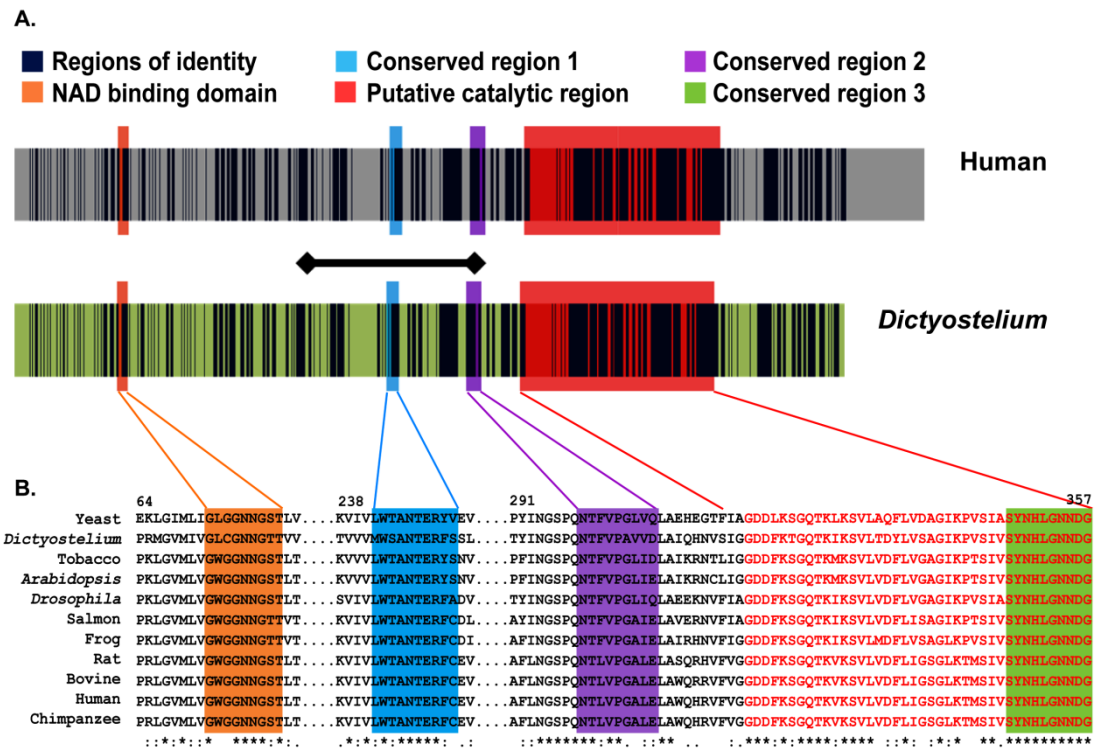 A.
Regions of identity Conserved region 1 Conserved region 2
NAD binding domain Putative catalytic region Conserved region 3
Human
Dictyostelium
B.
64 238 291 357
Yeast EKLGIMLIGLGGNNGSTLV....KVIVLWTANTERYVEV....PYINGSPQNTFVPGLVQLAEHEGTFIAGDDLKSGQTKLKSVLAQFLVDAGIKPVSIASYNHLGNNDG
Dictyostelium PRMGVMIVGLCGNNGTTVV....TVVVMWSANTERFSSL....PYINGSPQNTFVPAVVDLAIQHNVSIGGDDFKTGQTKIKSVLTDYLVDAGIKPVSIVSYNHLGNNDG
Tobacco PKLGVMLVGWGGNNGSTLT....KVVVLWTANTERYSNV....PFINGSPQNTFVPGLIDLAIKRNTLIGGDDFKSGQTKMKSVLVDFLVGAGIKPTSIVSYNHLGNNDG
Arabidopsis PKLGVMLVGWGGNNGSTLT....KVVVLWTANTERYSNV....PFINGSPQNTFVPGLIELAIKRNCLIGGDDFKSGQTKMKSVLVDFLVGAGIKPTSIVSYNHLGNNDG
Drosophila PKLGVMLVGWGGNNGSTLT....SVIVLWTANTERFADV....TYINGSPQNTFVPGLIQLAEEKNVFIAGDDFKSGQTKIKSVLVDFLVGAGIKPVSIASYNHLGNNDG
Salmon PRLGVMLVGWGGNNGTTVT....KVIVLWTANTERFCDL....AYINGSPQNTFVPGAIELAVERNVFIAGDDFKSGQTKIKSVLVDFLVSAGIKPTSIVSYNHLGNNDG
Frog PKLGVMLVGWGGNNGTTVT....KVIVLWTANTERFCDI....AFINGSPQNTFVPGAIELAIRHNVFIGGDDFKSGQTKIKSVLMDFLVSAGLKPVSIVSYNHLGNNDG
Rat PRLGVMLVGWGGNNGSTLT....KVIVLWTANTERFCEV....AFLNGSPQNTLVPGALELASQRHVFVGGDDFKSGQTKVKSVLVDFLIGSGLKTMSIVSYNHLGNNDG
Bovine PRLGVMLVGWGGNNGSTLT....KVIVLWTANTERFCEV....AFLNGSPQNTLVPGALELAWQRRVFVGGDDFKSGQTKVKSVLVDFLIGSGLKTMSIVSYNHLGNNDG
Human PRLGVMLVGWGGNNGSTLT....KVIVLWTANTERFCEV....AFLNGSPQNTLVPGALELAWQHRVFVGGDDFKSGQTKVKSVLVDFLIGSGLKTMSIVSYNHLGNNDG
Chimpanzee PRLGVMLVGWGGNNGSTLT....KVIVLWTANTERFCEV....AFLNGSPQNTLVPGALELAWQHRVFVGGDDFKSGQTKVKSVLVDFLIGSGLKTMSIVSYNHLGNNDG